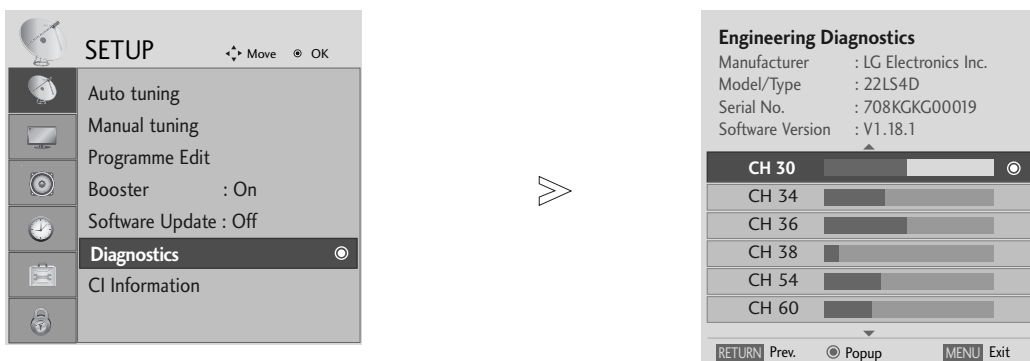 SETUP Move OK
Auto tuning
Manual tuning
Programme Edit
Booster : On
Software Update : Off
Diagnostics
CI Information
Engineering Diagnostics
Manufacturer : LG Electronics Inc.
Model/Type : 22LS4D
Serial No. : 708KGKG00019
Software Version : V1.18.1
CH 30
CH 34
CH 36
CH 38
CH 54
CH 60
RETURN Prev. Popup MENU Exit